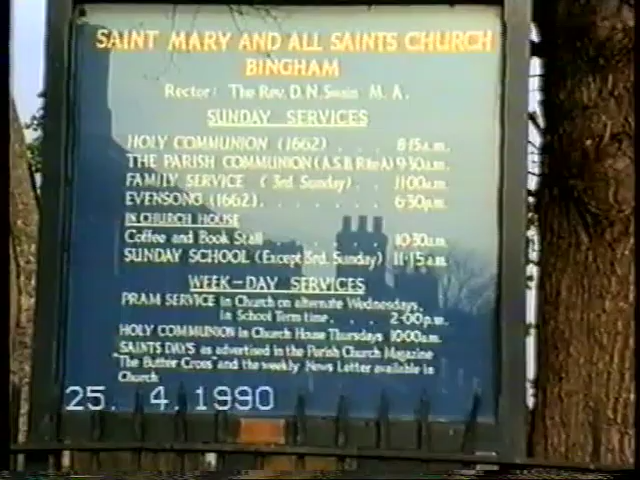 SAINT MARY AND ALL SAINTS CHURCH
BINGHAM
Rector: The Rev. D. N. Swain M. A.
SUNDAY SERVICES
HOLY COMMUNION (1662) . . . 8·15a.m.
THE PARISH COMMUNION (A.S.B. Rite A) 9·30a.m.
FAMILY SERVICE ( 3rd Sunday) . . 11·00a.m.
EVENSONG (1662) . . . . . . . 6·30p.m.
IN CHURCH HOUSE
Coffee and Book Stall . . . 10·30a.m.
SUNDAY SCHOOL (Except 3rd. Sunday) 11·15a.m.
WEEK-DAY SERVICES
PRAM SERVICE in Church on alternate Wednesdays,
in School Term time . . . 2·00p.m.
HOLY COMMUNION in Church House Thursdays 10·00a.m.
SAINTS DAYS as advertised in the Parish Church Magazine
"The Butter Cross" and the weekly News Letter available in
Church
25. 4. 1990